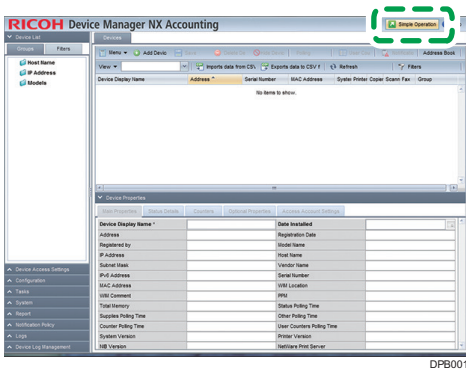 RICOH Device Manager NX Accounting
Simple Operation
Device List
Devices
Groups Filters
Menu Add Devic
Address Book
View Imports data from CSV Exports data to CSV f Refresh Filters
Host Name
IP Address
Models
Device Display Name Address Serial Number MAC Address Syster Printer Copier Scann Fax Group
No items to show.
Device Properties
Main Properties Status Details Counters Optional Properties Access Account Settings
Device Display Name * Date Installed
Address Registration Date
Registered by Model Name
IP Address Host Name
Subnet Mask Vendor Name
IPv6 Address Serial Number
MAC Address WIM Location
WIM Comment PPM
Total Memory Status Polling Time
Supplies Polling Time Other Polling Time
Counter Polling Time User Counters Polling Time
System Version Printer Version
NIB Version NetWare Print Server
Device Access Settings
Configuration
Tasks
System
Report
Notification Policy
Logs
Device Log Management
DPB001